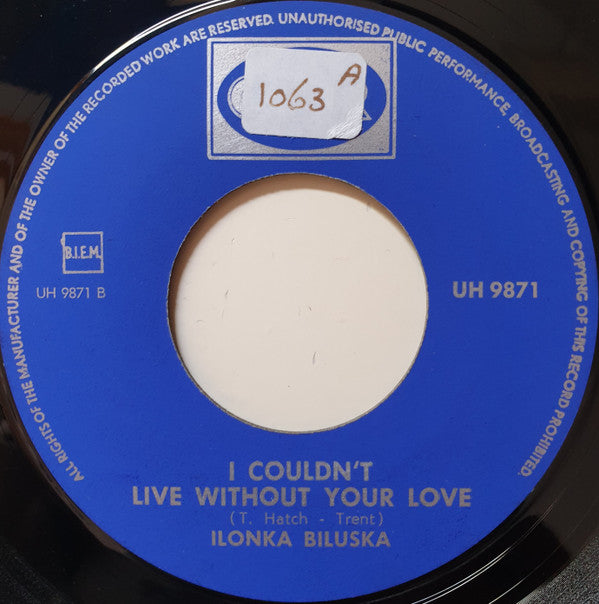 ALL RIGHTS OF THE MANUFACTURER AND OF THE OWNER OF THE RECORDED WORK RESERVED. UNAUTHORISED PUBLIC PERFORMANCE, BROADCASTING AND COPYING OF THIS RECORD PROHIBITED.
1063 A
B.I.E.M.
UH 9871 B
UH 9871
I COULDN'T
LIVE WITHOUT YOUR LOVE
(T. Hatch - Trent)
ILONKA BILUSKA